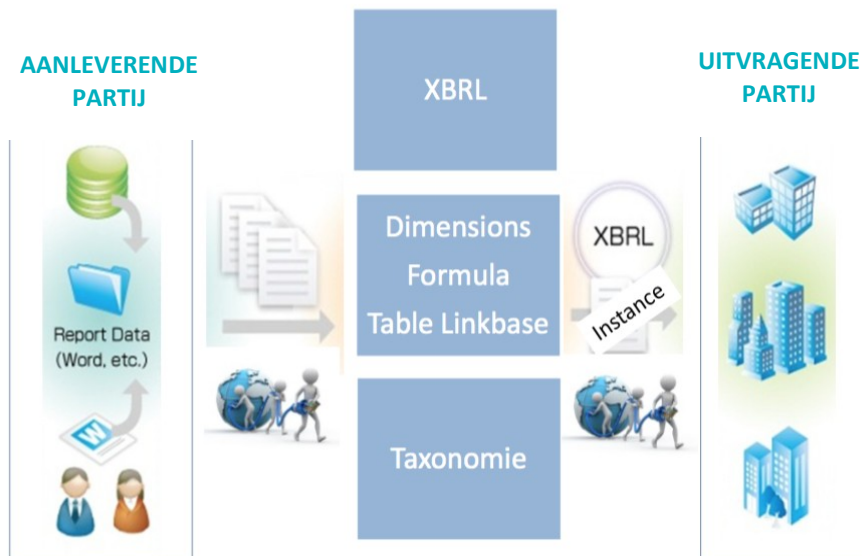 AANLEVERENDE
PARTIJ
Report Data
(Word, etc.)
W
XBRL
Dimensions
Formula
Table Linkbase
Taxonomie
XBRL
Instance
UITVRAGENDE
PARTIJ